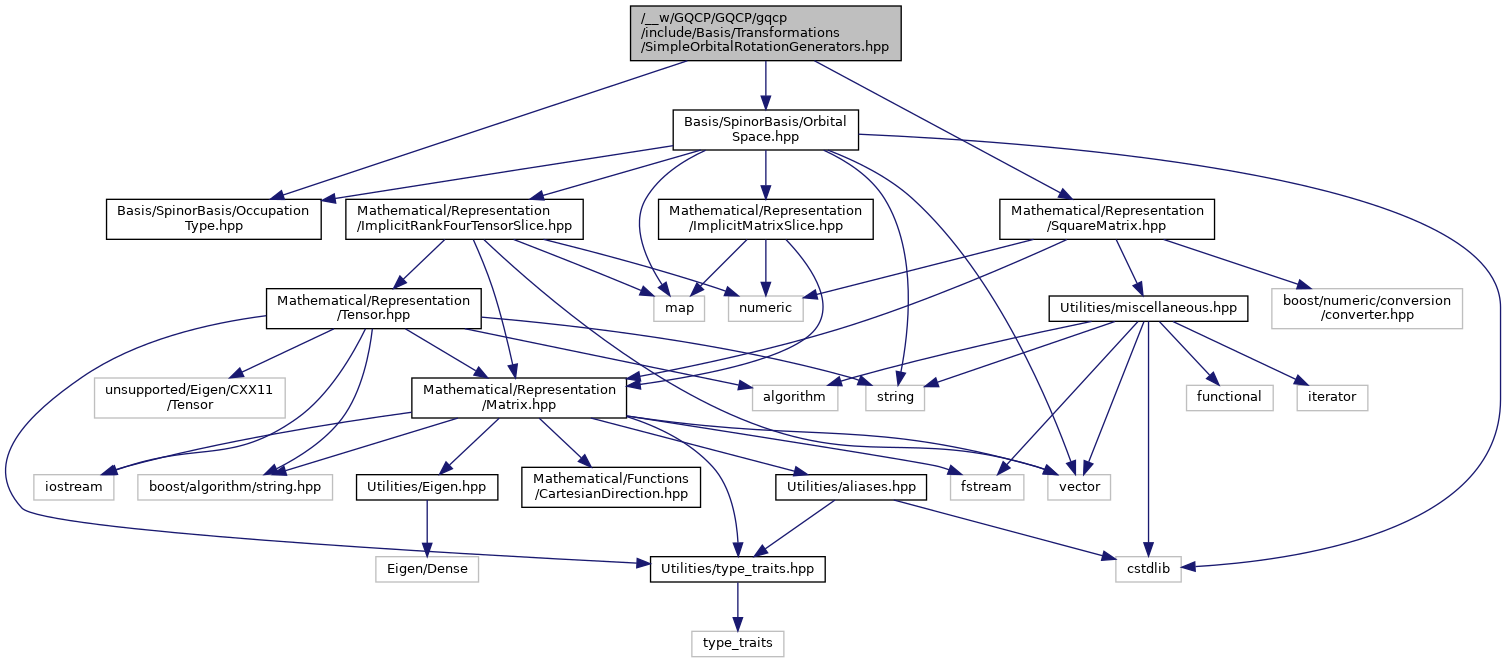 /__w/GQCP/GQCP/gqcp
/include/Basis/Transformations
/SimpleOrbitalRotationGenerators.hpp
Basis/SpinorBasis/Orbital
Space.hpp
Basis/SpinorBasis/Occupation
Type.hpp
Mathematical/Representation
/ImplicitRankFourTensorSlice.hpp
Mathematical/Representation
/ImplicitMatrixSlice.hpp
Mathematical/Representation
/SquareMatrix.hpp
Mathematical/Representation
/Tensor.hpp
map
numeric
Utilities/miscellaneous.hpp
boost/numeric/conversion
/converter.hpp
unsupported/Eigen/CXX11
/Tensor
Mathematical/Representation
/Matrix.hpp
algorithm
string
functional
iterator
iostream
boost/algorithm/string.hpp
Utilities/Eigen.hpp
Mathematical/Functions
/CartesianDirection.hpp
Utilities/aliases.hpp
fstream
vector
Eigen/Dense
Utilities/type_traits.hpp
cstdlib
type_traits